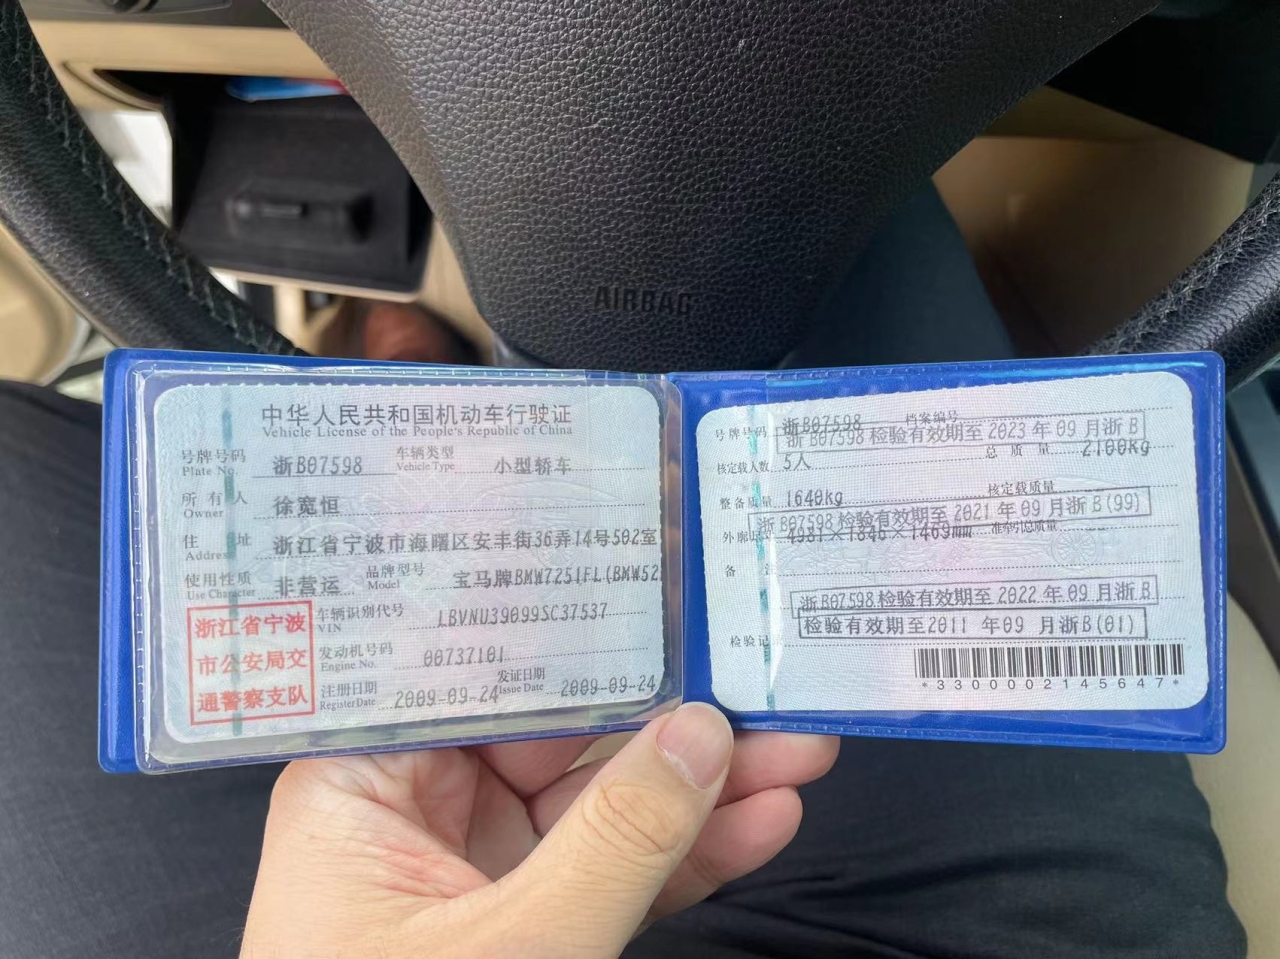 AIRBAG
中华人民共和国机动车行驶证
Vehicle License of the People's Republic of China
号牌号码 Plate No. 浙B07598 车辆类型 Vehicle Type 小型轿车
所有人 Owner 徐宽恒
住址 Address 浙江省宁波市海曙区安丰街36弄14号502室
使用性质 Use Character 非营运 品牌型号 Model 宝马牌BMW7251FL(BMW52
浙江省宁波
市公安局交
通警察支队
车辆识别代号 VIN LBVNU39099SC37537
发动机号码 Engine No. 00737101
注册日期 Register Date 2009-09-24 发证日期 Issue Date 2009-09-24
号牌号码 浙B07598 档案编号
浙B07598检验有效期至2023年09月浙B
核定载人数 5人 总质量 2100kg
整备质量 1640kg 核定载质量
浙B07598检验有效期至2021年09月浙B(99)
外廓 4981×1846×1469mm 准牵引总质量
备注
浙B07598检验有效期至2022年09月浙B
检验有效期至2011年09月浙B(01)
检验记
*3300002145647*